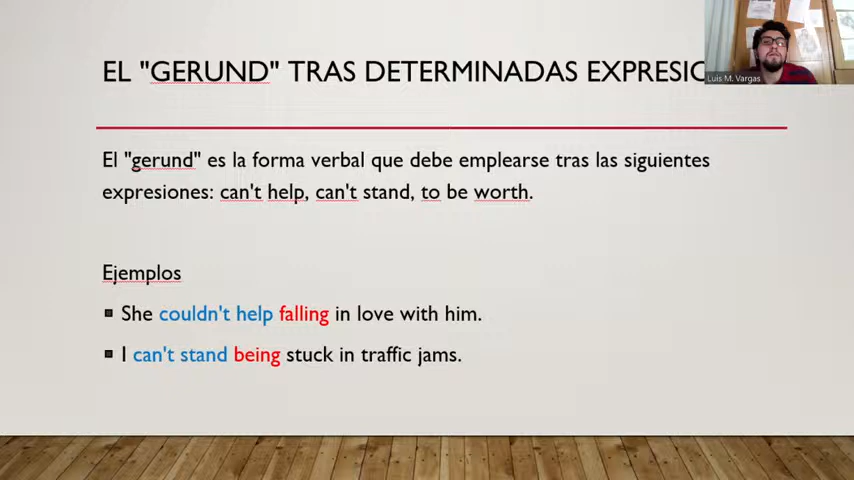 EL "GERUND" TRAS DETERMINADAS EXPRESIO
Luis M. Vargas
El "gerund" es la forma verbal que debe emplearse tras las siguientes
expresiones: can't help, can't stand, to be worth.
Ejemplos
She couldn't help falling in love with him.
I can't stand being stuck in traffic jams.